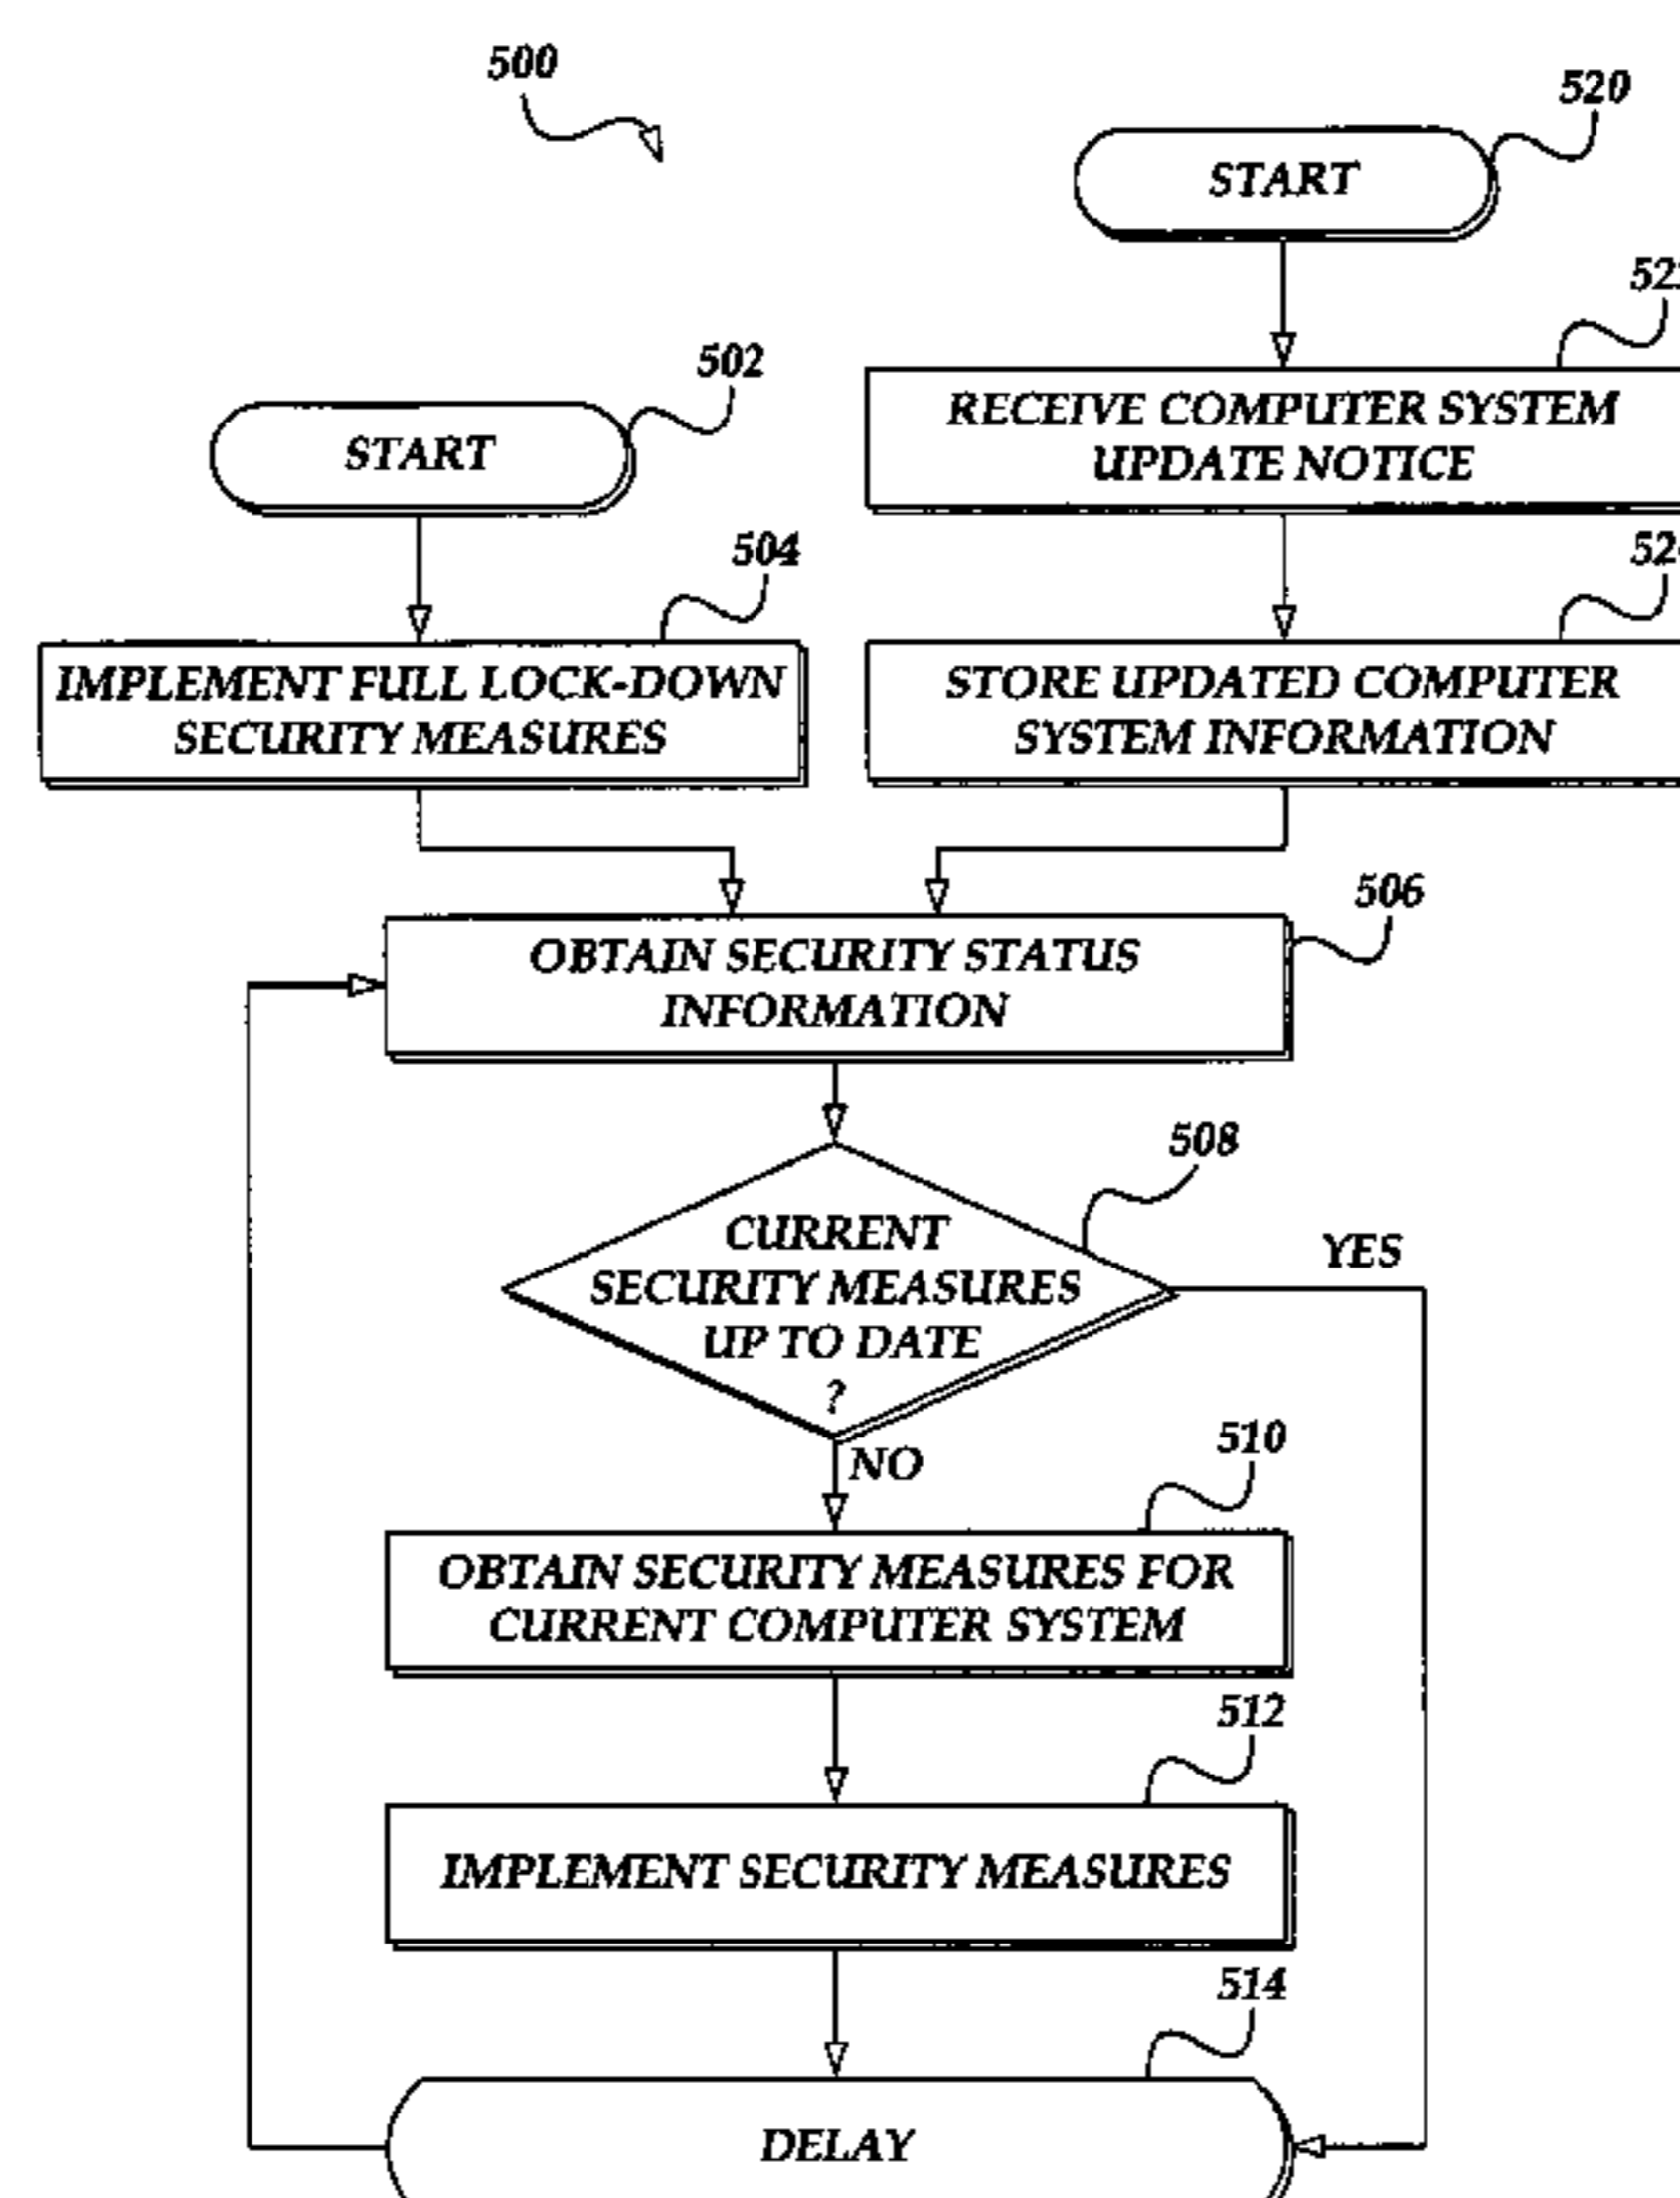 500
520
START
502
START
RECEIVE COMPUTER SYSTEM
UPDATE NOTICE
504
IMPLEMENT FULL LOCK-DOWN
SECURITY MEASURES
STORE UPDATED COMPUTER
SYSTEM INFORMATION
506
OBTAIN SECURITY STATUS
INFORMATION
508
CURRENT
SECURITY MEASURES
UP TO DATE
?
YES
NO
510
OBTAIN SECURITY MEASURES FOR
CURRENT COMPUTER SYSTEM
512
IMPLEMENT SECURITY MEASURES
514
DELAY